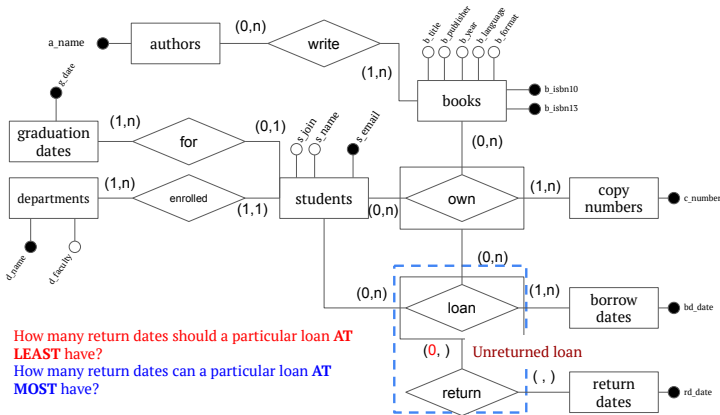 b_title
b_publisher
b_year
b_language
b_format
a_name
authors
(0,n)
write
(1,n)
books
b_isbn10
b_isbn13
g_date
graduation
dates
(1,n)
for
(0,1)
s_join
s_name
s_email
(0,n)
departments
(1,n)
enrolled
(1,1)
students
(0,n)
own
(1,n)
copy
numbers
c_number
d_name
d_faculty
(0,n)
(0,n)
loan
(1,n)
borrow
dates
bd_date
How many return dates should a particular loan AT
LEAST have?
How many return dates can a particular loan AT
MOST have?
(0, )
Unreturned loan
return
( , )
return
dates
rd_date